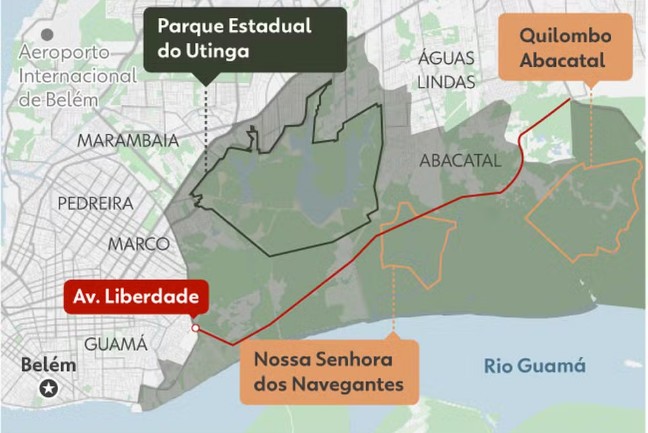 Parque Estadual
do Utinga
Quilombo
Abacatal
Aeroporto
Internacional
de Belém
ÁGUAS
LINDAS
MARAMBAIA
ABACATAL
PEDREIRA
MARCO
Av. Liberdade
GUAMÁ
Belém
Nossa Senhora
dos Navegantes
Rio Guamá